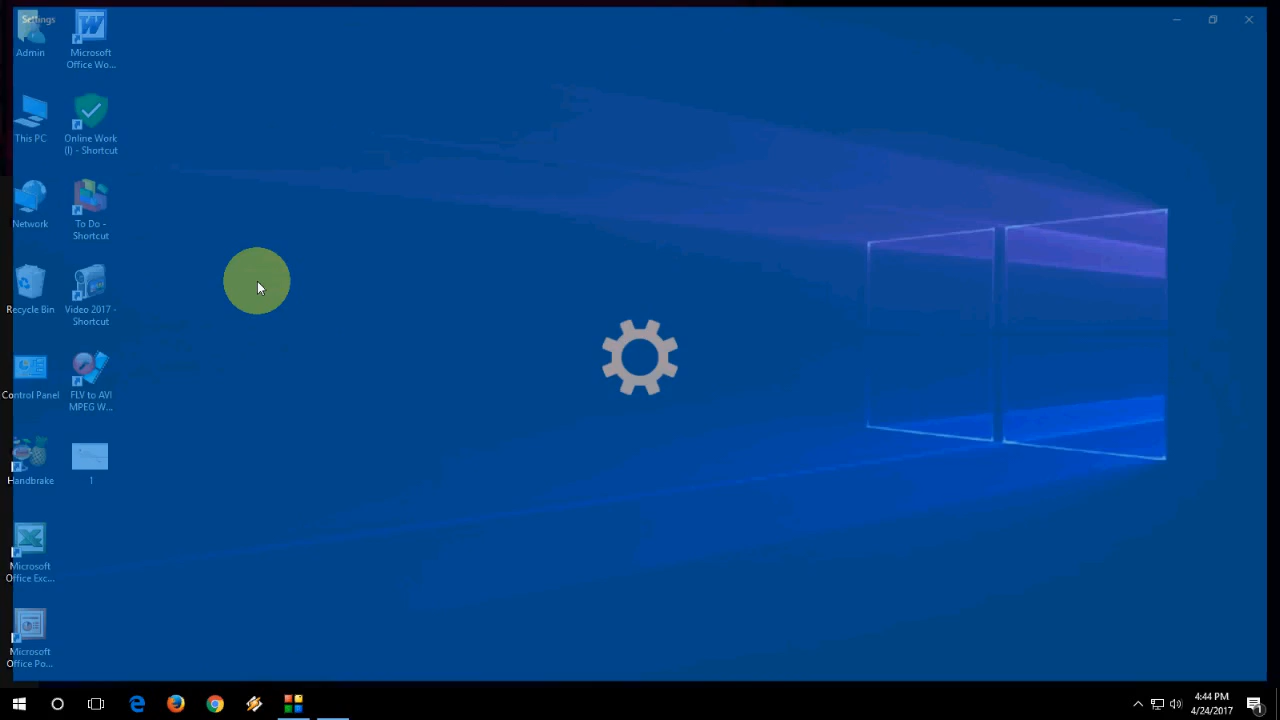 Settings
Admin
Microsoft
Office Wo...
This PC
Online Work
(I) - Shortcut
Network
To Do -
Shortcut
Recycle Bin
Video 2017 -
Shortcut
Control Panel
FLV to AVI
MPEG W...
Handbrake
1
Microsoft
Office Exc...
Microsoft
Office Po...
4:44 PM
4/24/2017
1